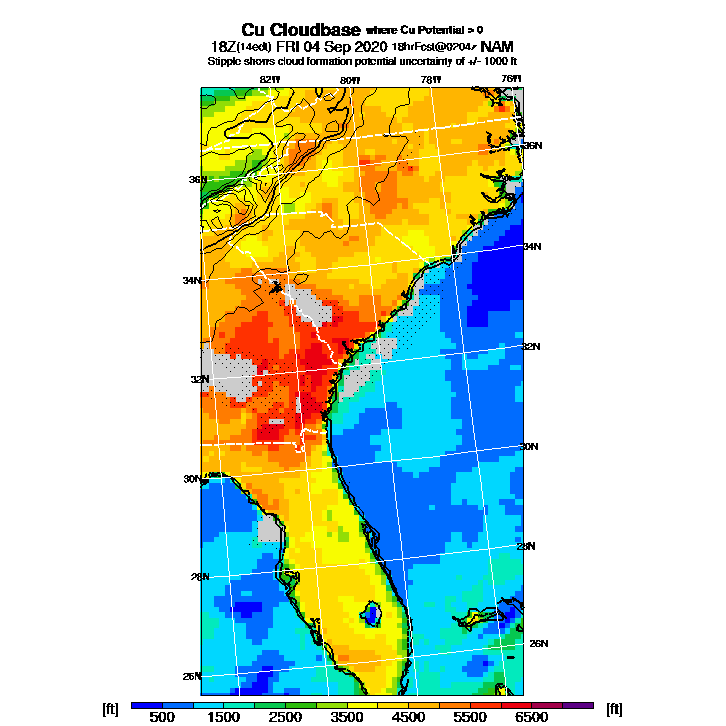 Cu Cloudbase where Cu Potential > 0
18Z(14edt) FRI 04 Sep 2020 18hrFcst@0204z NAM
Stipple shows cloud formation potential uncertainty of +/- 1000 ft
82W 80W 78W 76W
36N
36N
34N
34N
32N
32N
30N
30N
28N
28N
26N
26N
[ft] 500 1500 2500 3500 4500 5500 6500 [ft]